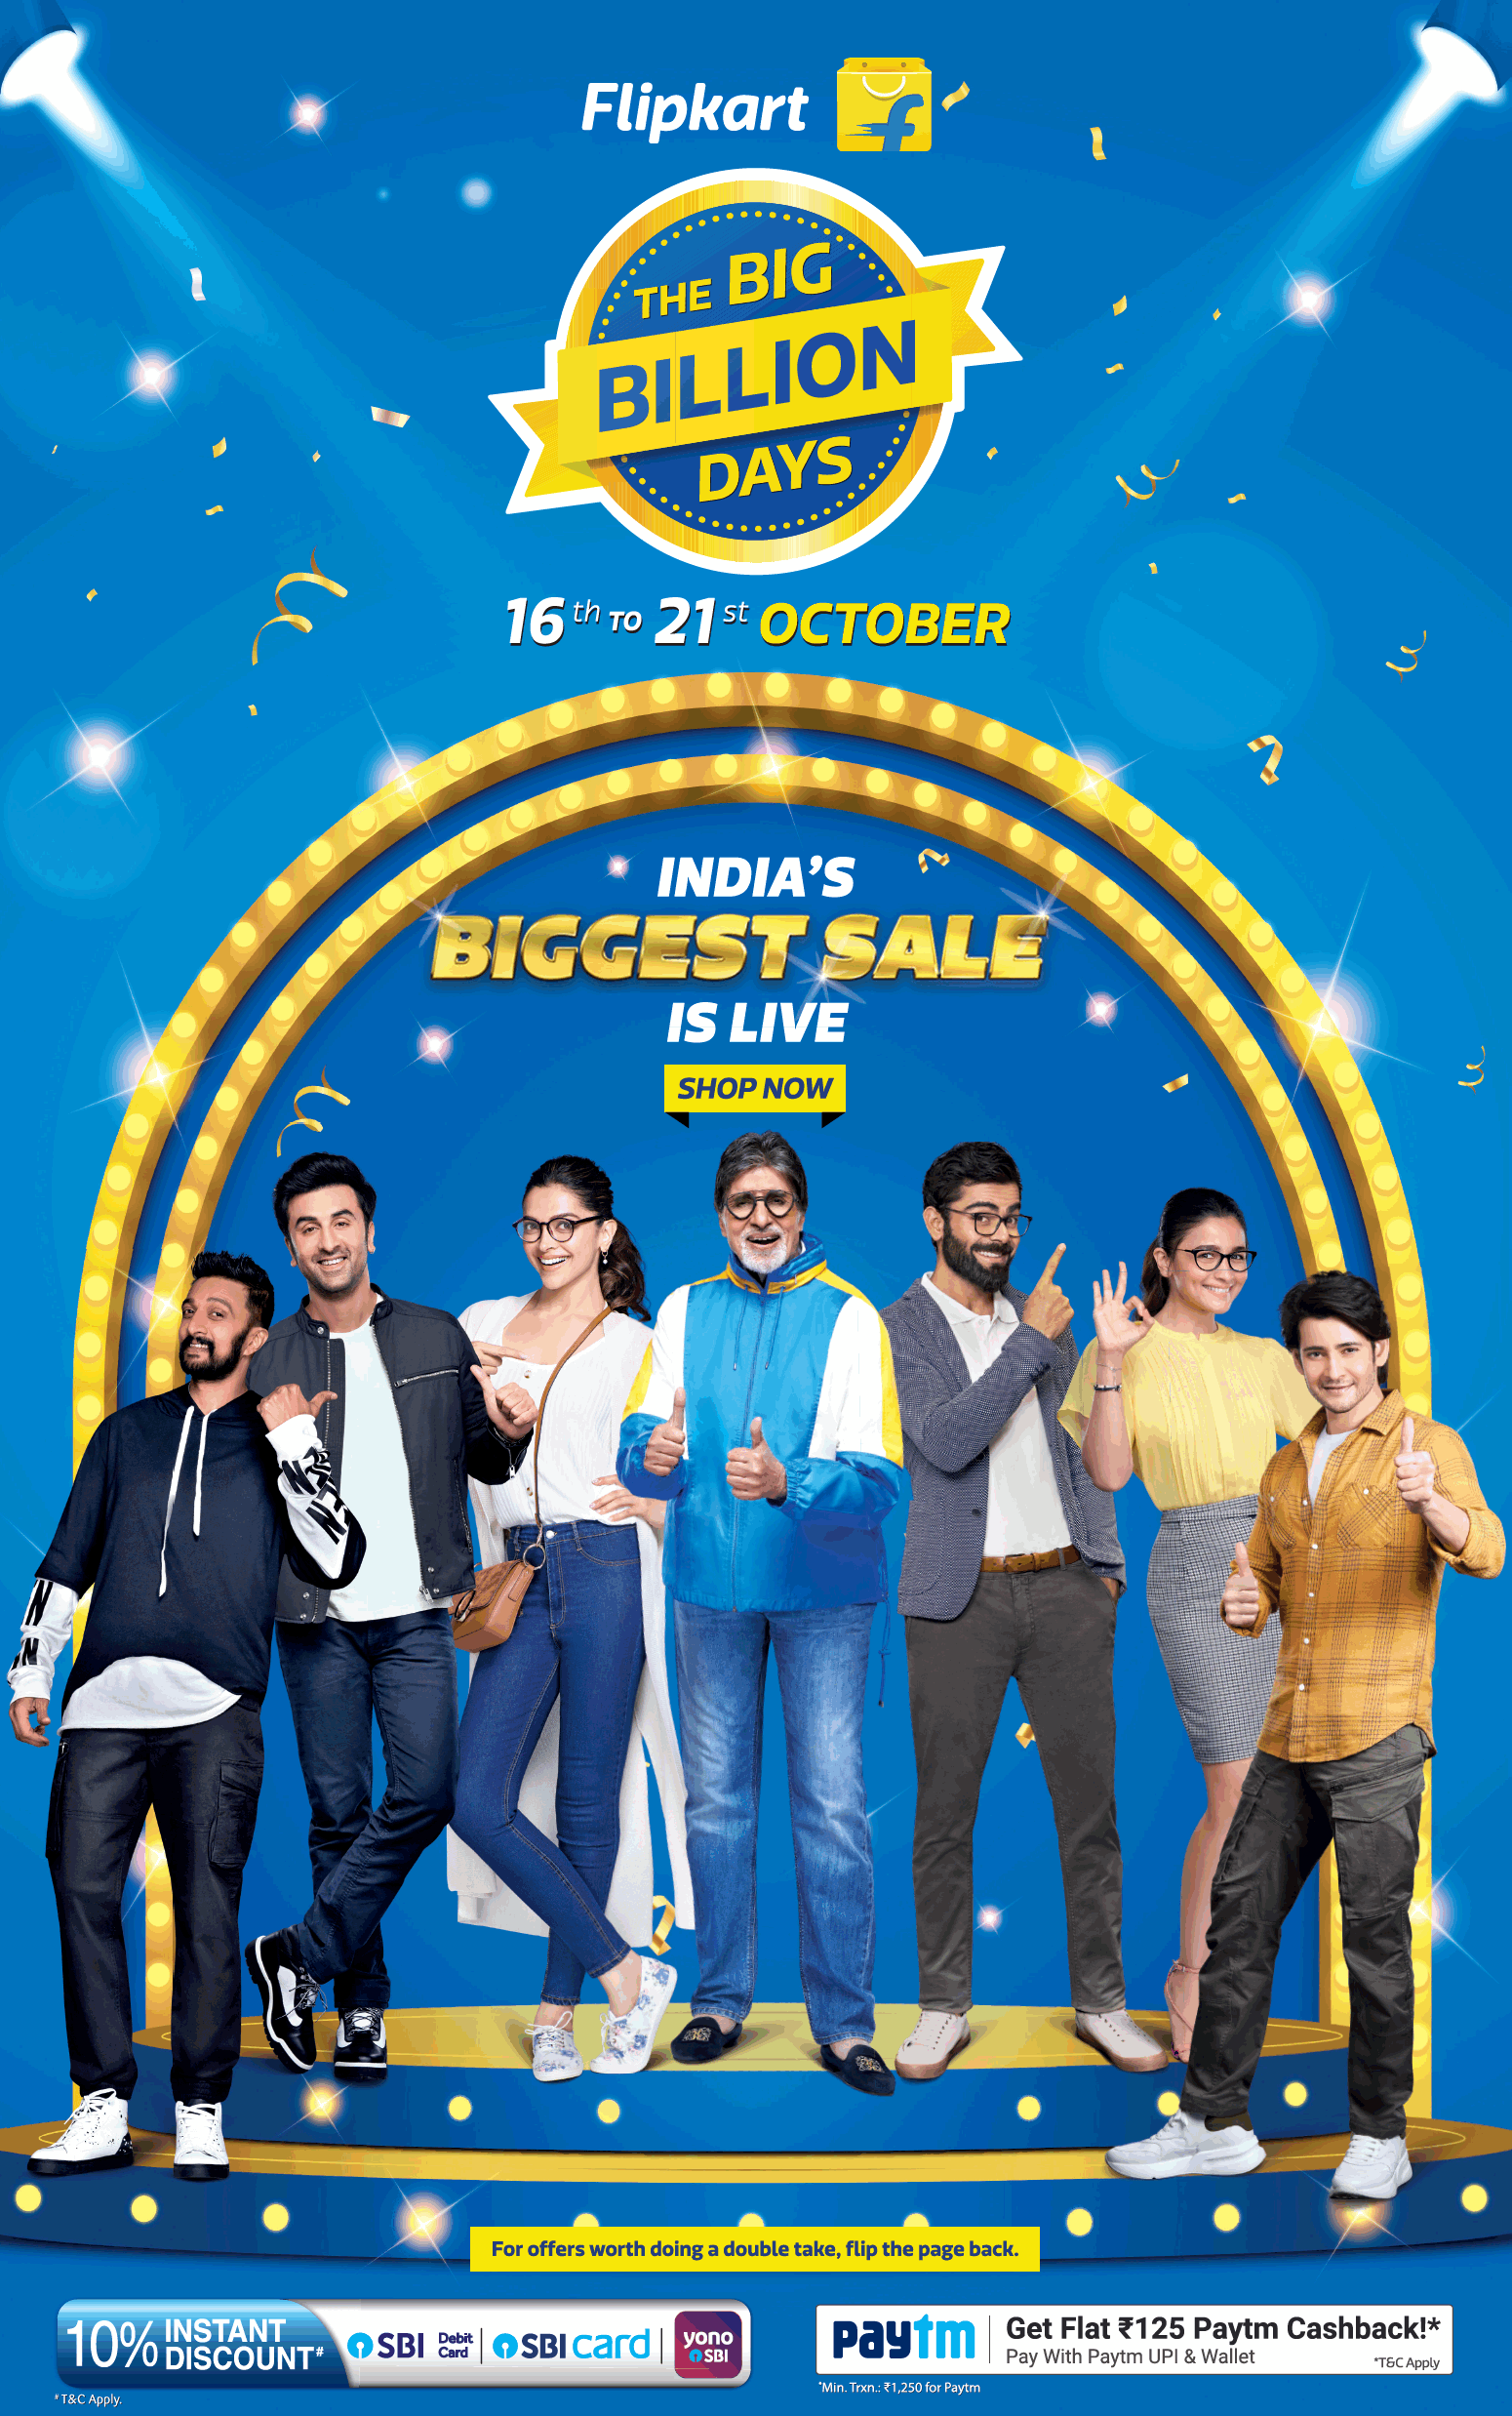 Flipkart
f
THE BIG
BILLION
DAYS
16th TO 21st OCTOBER
INDIA'S
BIGGEST SALE
IS LIVE
SHOP NOW
For offers worth doing a double take, flip the page back.
10% INSTANT DISCOUNT#
SBI Debit Card | SBI card | yono SBI
#T&C Apply.
paytm
Get Flat ₹125 Paytm Cashback!*
Pay With Paytm UPI & Wallet
*T&C Apply
*Min. Trxn.: ₹1,250 for Paytm